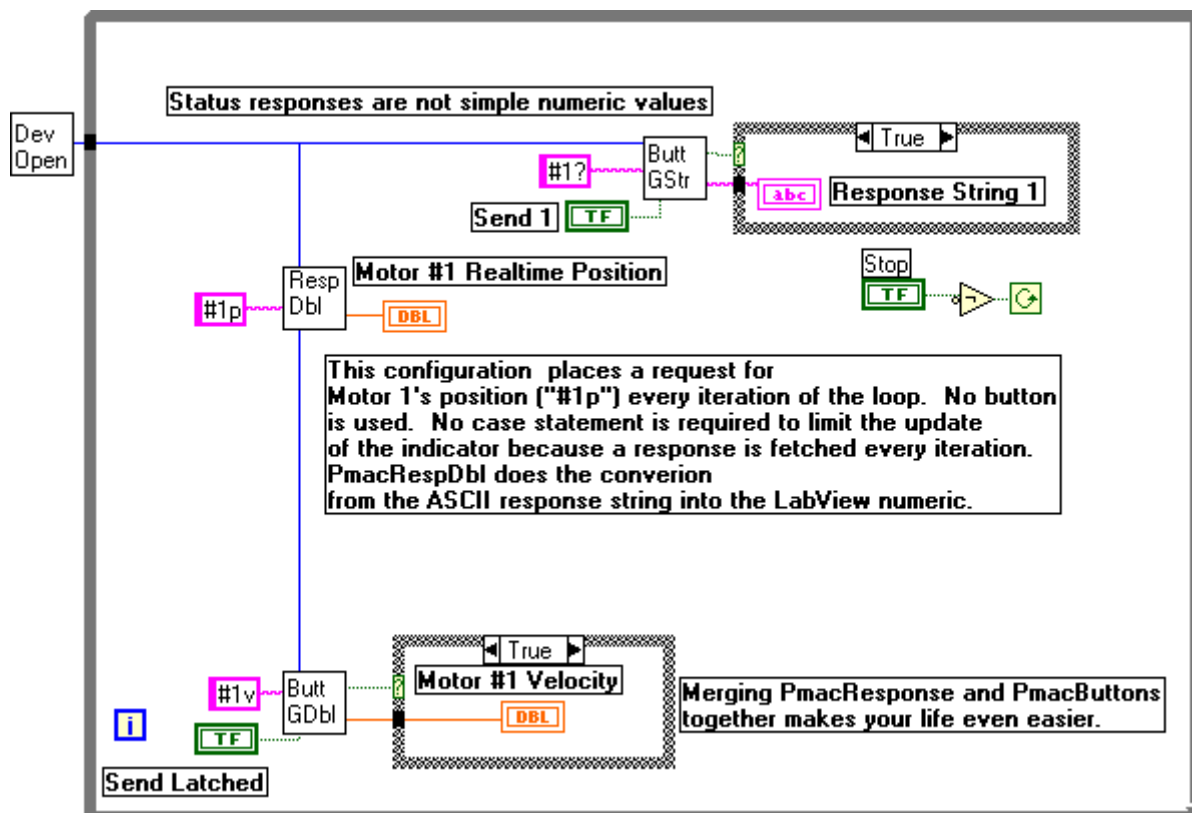 Status responses are not simple numeric values
Dev
Open
Butt
GStr
True
#1?
?
abc
Response String 1
Send 1
TF
Stop
TF
Resp
Dbl
Motor #1 Realtime Position
#1p
DBL
This configuration places a request for
Motor 1's position ("#1p") every iteration of the loop. No button
is used. No case statement is required to limit the update
of the indicator because a response is fetched every iteration.
PmacRespDbl does the converion
from the ASCII response string into the LabView numeric.
True
#1v
Butt
GDbl
?
Motor #1 Velocity
DBL
Merging PmacResponse and PmacButtons
together makes your life even easier.
i
TF
Send Latched